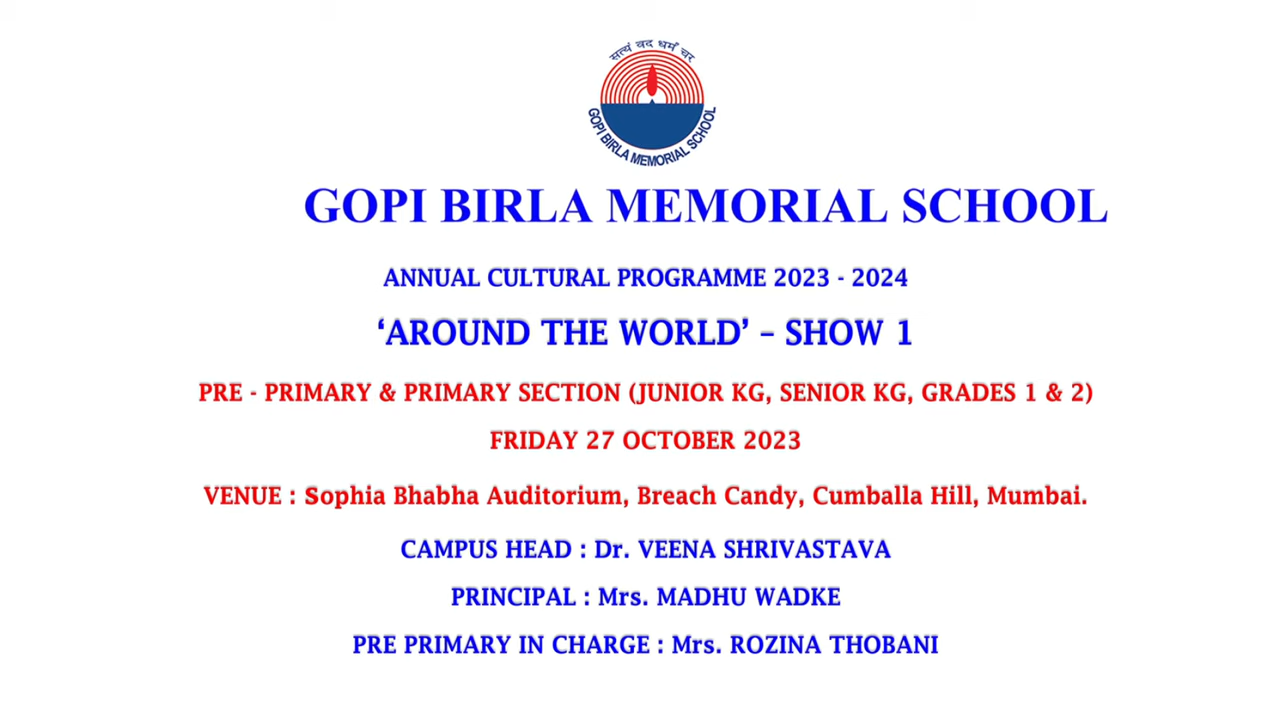 सत्यं वद धर्मं चर
GOPI BIRLA MEMORIAL SCHOOL
GOPI BIRLA MEMORIAL SCHOOL
ANNUAL CULTURAL PROGRAMME 2023 - 2024
‘AROUND THE WORLD’ – SHOW 1
PRE - PRIMARY & PRIMARY SECTION (JUNIOR KG, SENIOR KG, GRADES 1 & 2)
FRIDAY 27 OCTOBER 2023
VENUE : Sophia Bhabha Auditorium, Breach Candy, Cumballa Hill, Mumbai.
CAMPUS HEAD : Dr. VEENA SHRIVASTAVA
PRINCIPAL : Mrs. MADHU WADKE
PRE PRIMARY IN CHARGE : Mrs. ROZINA THOBANI